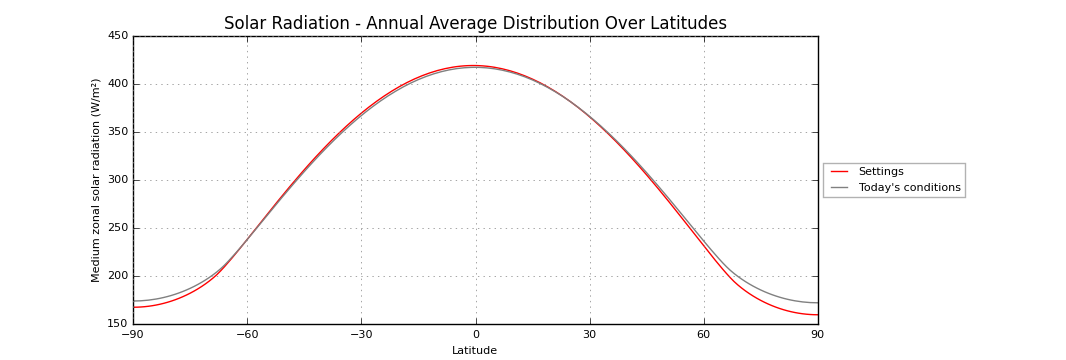 Solar Radiation - Annual Average Distribution Over Latitudes
450
400
350
300
250
200
150
Medium zonal solar radiation (W/m²)
−90
−60
−30
0
30
60
90
Latitude
Settings
Today's conditions